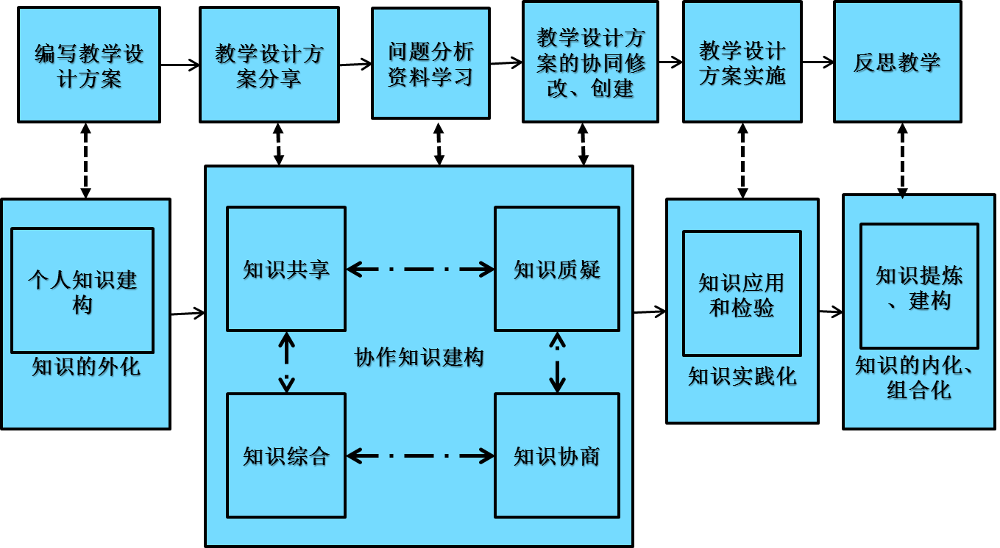 编写教学设
计方案
教学设计方
案分享
问题分析
资料学习
教学设计方
案的协同修
改、创建
教学设计
方案实施
反思教学
个人知识建
构
知识的外化
知识共享
知识质疑
协作知识建构
知识综合
知识协商
知识应用
和检验
知识实践化
知识提炼
、建构
知识的内化、
组合化